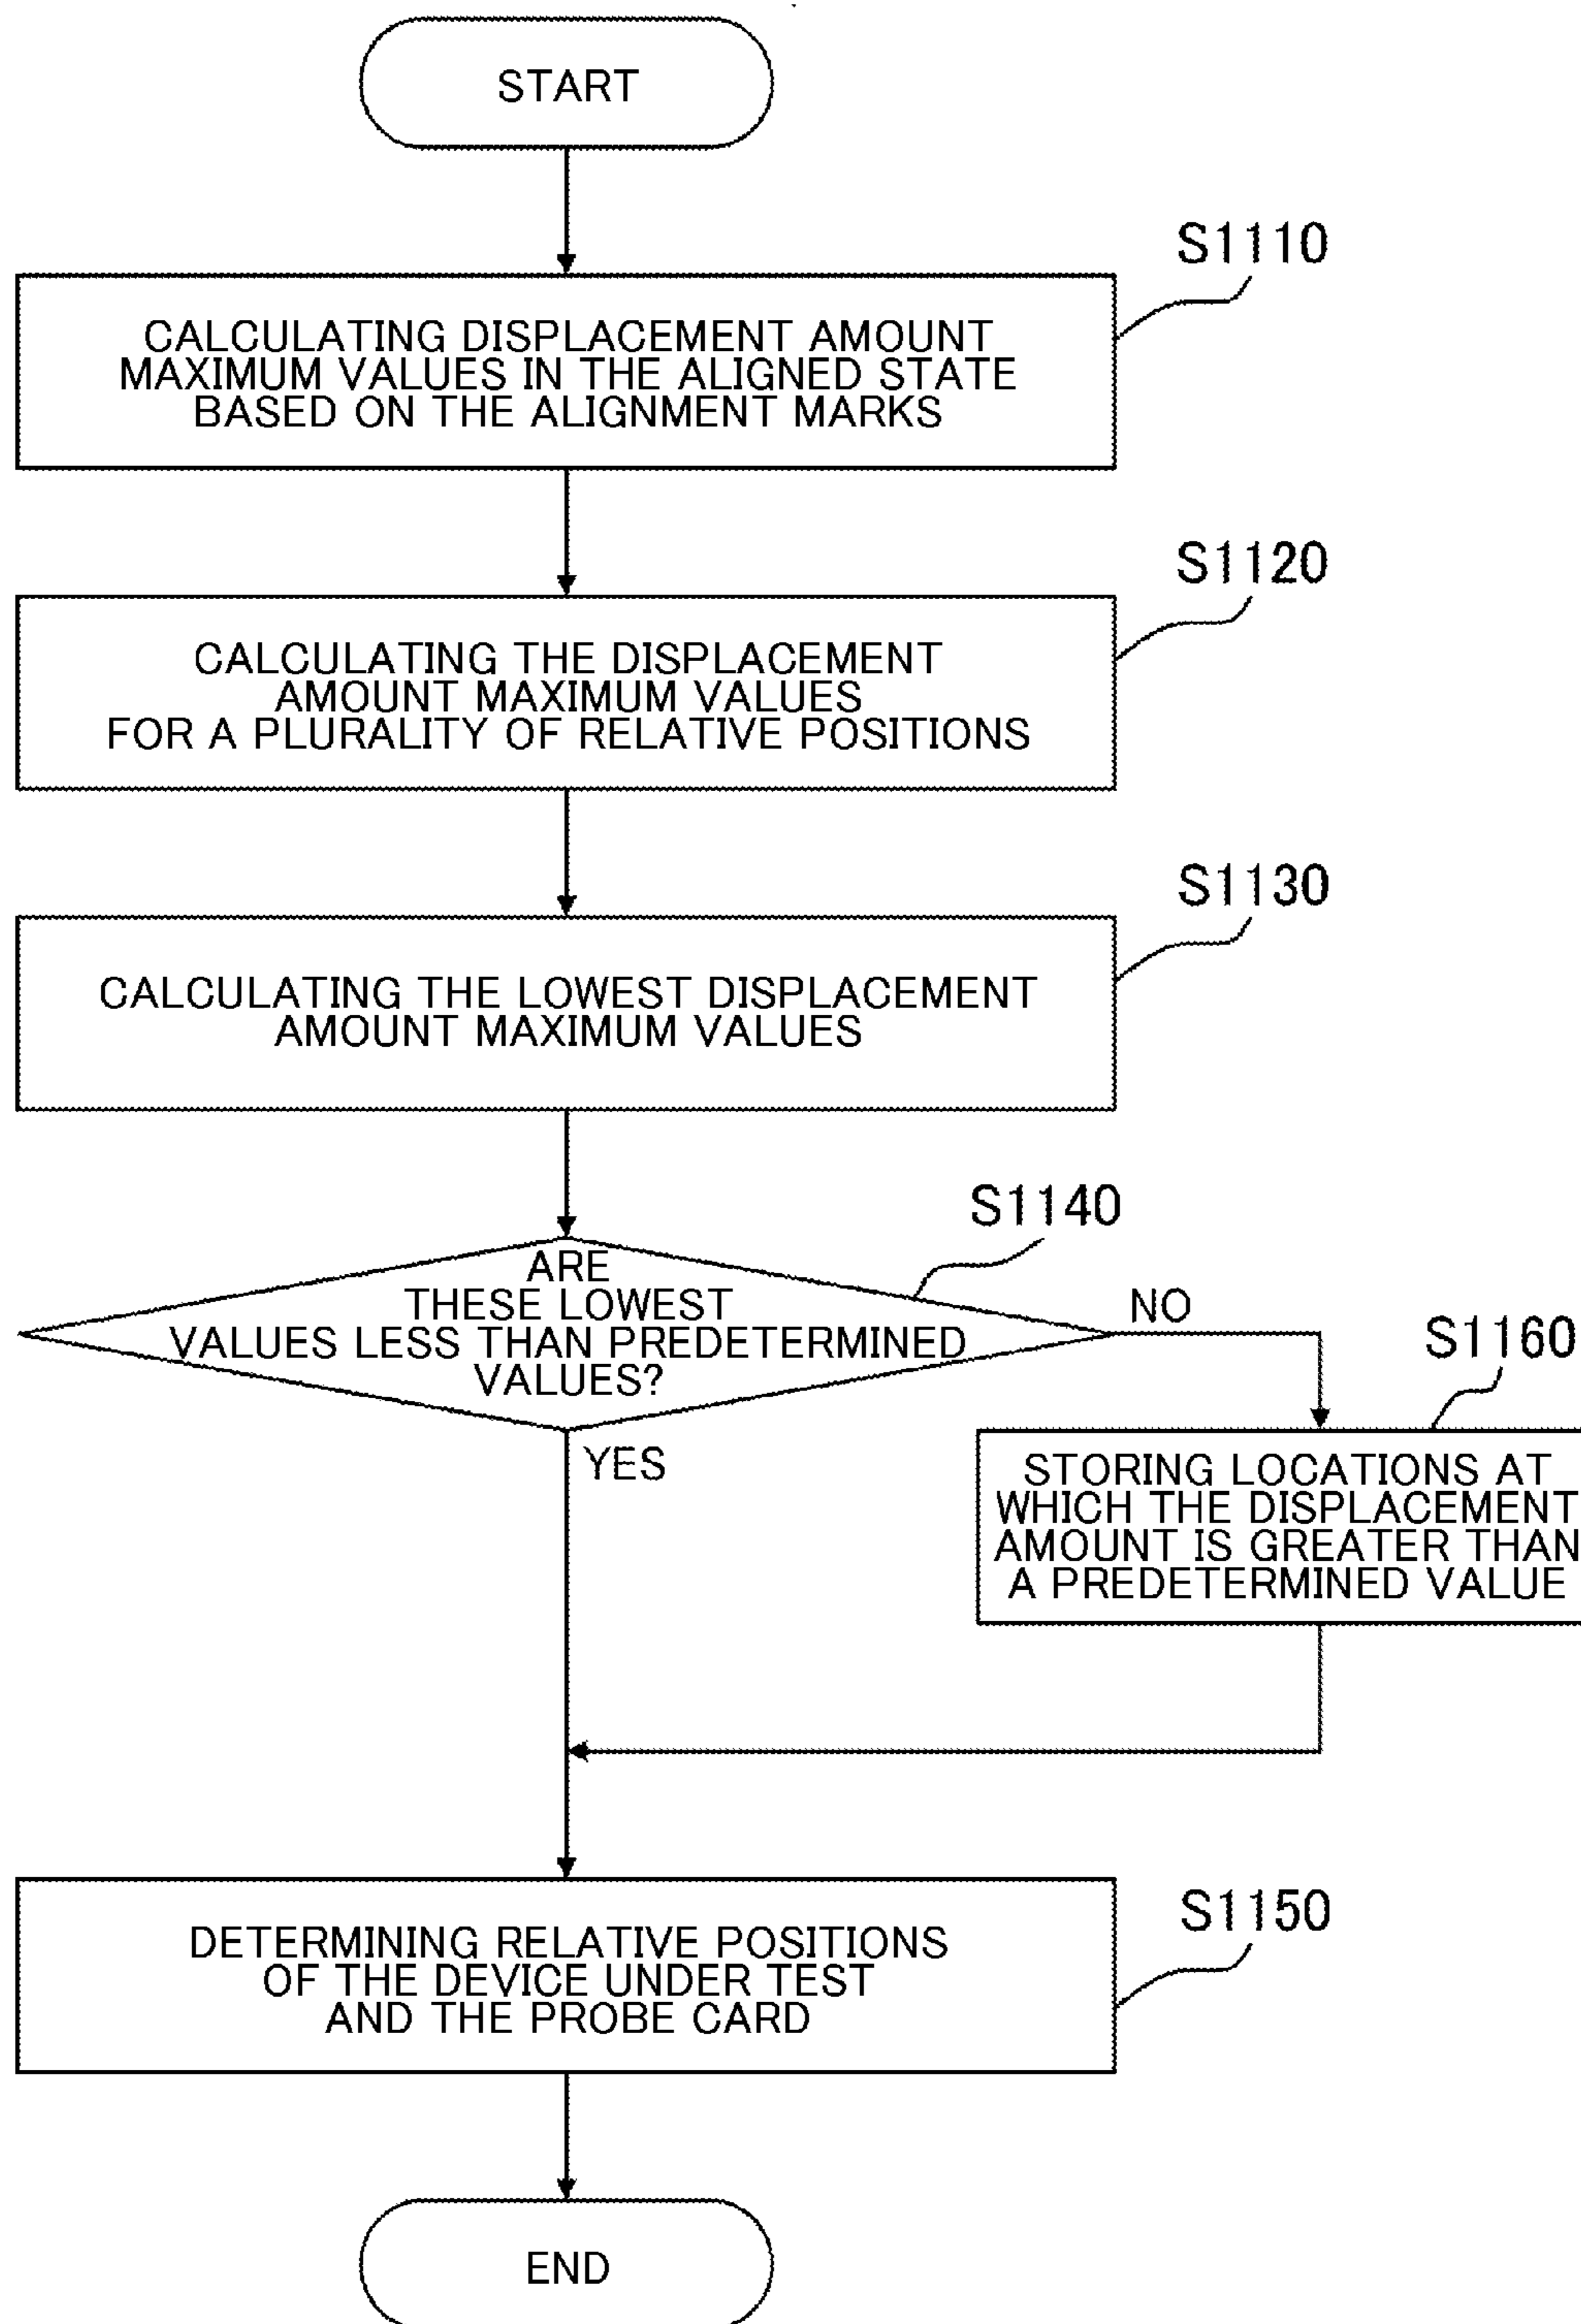 START
S1110
CALCULATING DISPLACEMENT AMOUNT
MAXIMUM VALUES IN THE ALIGNED STATE
BASED ON THE ALIGNMENT MARKS
S1120
CALCULATING THE DISPLACEMENT
AMOUNT MAXIMUM VALUES
FOR A PLURALITY OF RELATIVE POSITIONS
S1130
CALCULATING THE LOWEST DISPLACEMENT
AMOUNT MAXIMUM VALUES
S1140
ARE
THESE LOWEST
VALUES LESS THAN PREDETERMINED
VALUES?
NO
YES
S1160
STORING LOCATIONS AT
WHICH THE DISPLACEMENT
AMOUNT IS GREATER THAN
A PREDETERMINED VALUE
S1150
DETERMINING RELATIVE POSITIONS
OF THE DEVICE UNDER TEST
AND THE PROBE CARD
END